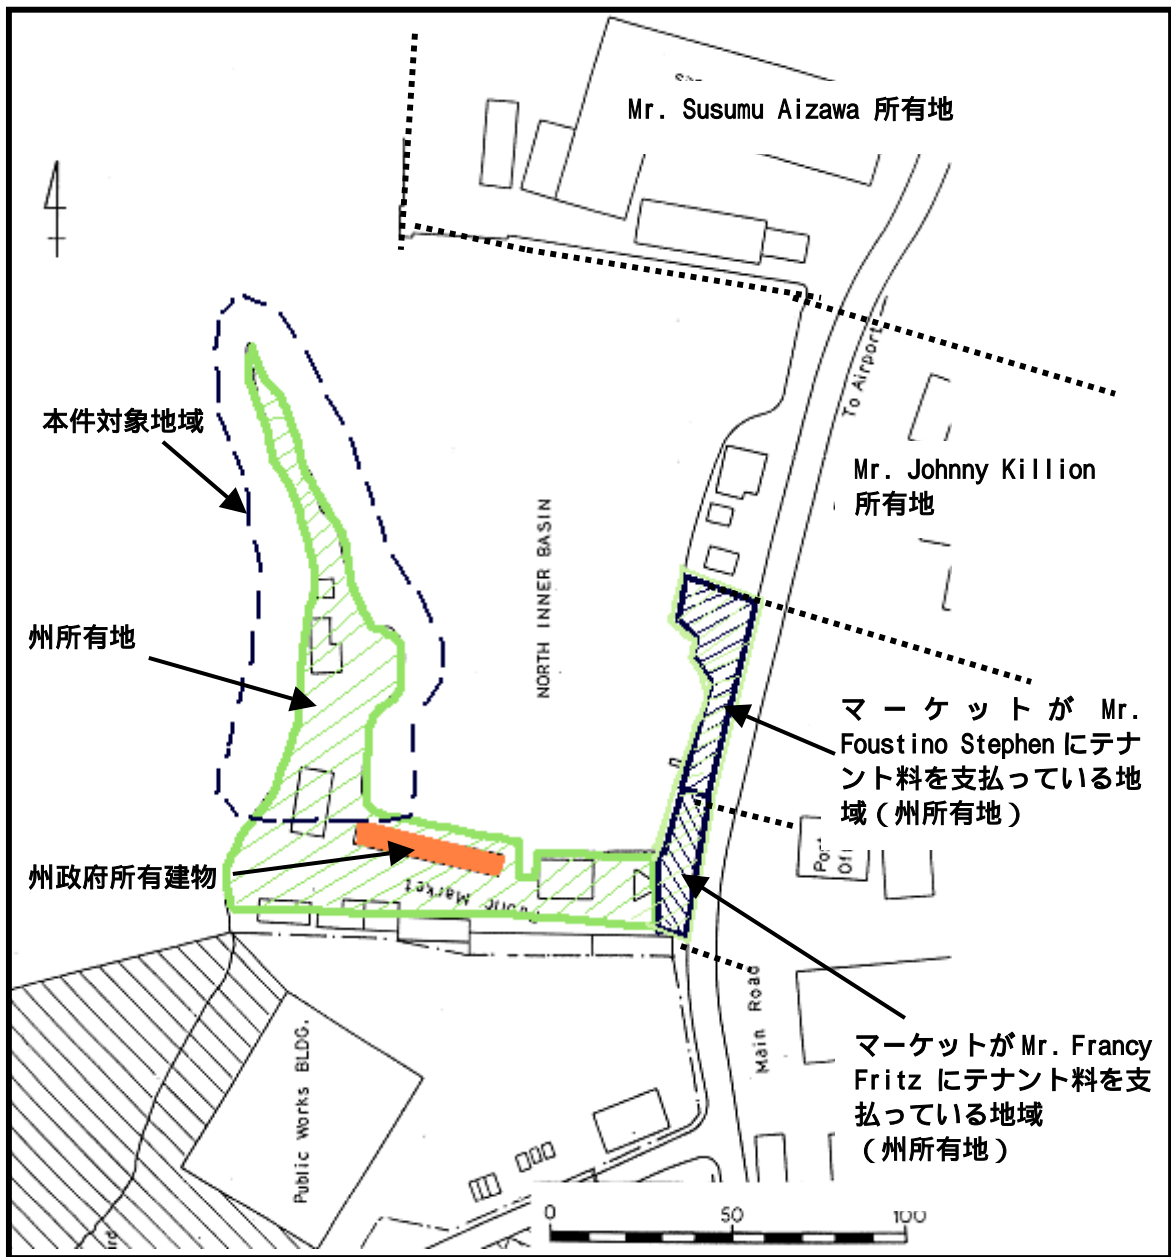 Mr. Susumu Aizawa 所有地
To Airport
本件対象地域
Mr. Johnny Killion
所有地
NORTH INNER BASIN
州所有地
マーケットが Mr.
Foustino Stephen にテナ
ント料を支払っている地
域（州所有地）
州政府所有建物
Market
Main Road
マーケットが Mr. Francy
Fritz にテナント料を支
払っている地域
（州所有地）
Public Works BLDG.
0 50 100